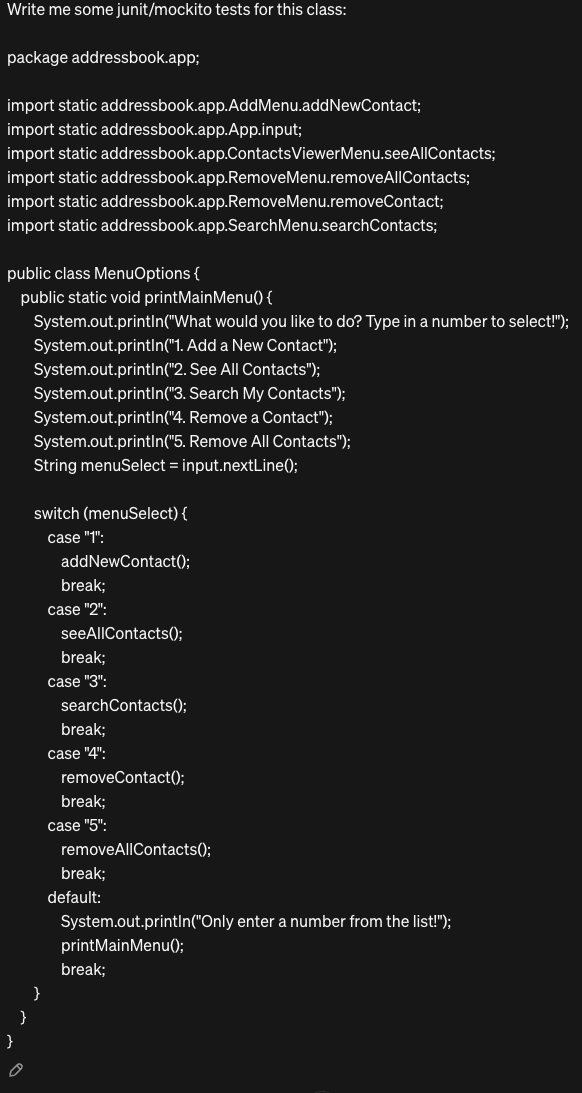 Write me some junit/mockito tests for this class:
package addressbook.app;
import static addressbook.app.AddMenu.addNewContact;
import static addressbook.app.App.input;
import static addressbook.app.ContactsViewerMenu.seeAllContacts;
import static addressbook.app.RemoveMenu.removeAllContacts;
import static addressbook.app.RemoveMenu.removeContact;
import static addressbook.app.SearchMenu.searchContacts;
public class MenuOptions {
public static void printMainMenu() {
System.out.println("What would you like to do? Type in a number to select!");
System.out.println("1. Add a New Contact");
System.out.println("2. See All Contacts");
System.out.println("3. Search My Contacts");
System.out.println("4. Remove a Contact");
System.out.println("5. Remove All Contacts");
String menuSelect = input.nextLine();
switch (menuSelect) {
case "1":
addNewContact();
break;
case "2":
seeAllContacts();
break;
case "3":
searchContacts();
break;
case "4":
removeContact();
break;
case "5":
removeAllContacts();
break;
default:
System.out.println("Only enter a number from the list!");
printMainMenu();
break;
}
}
}